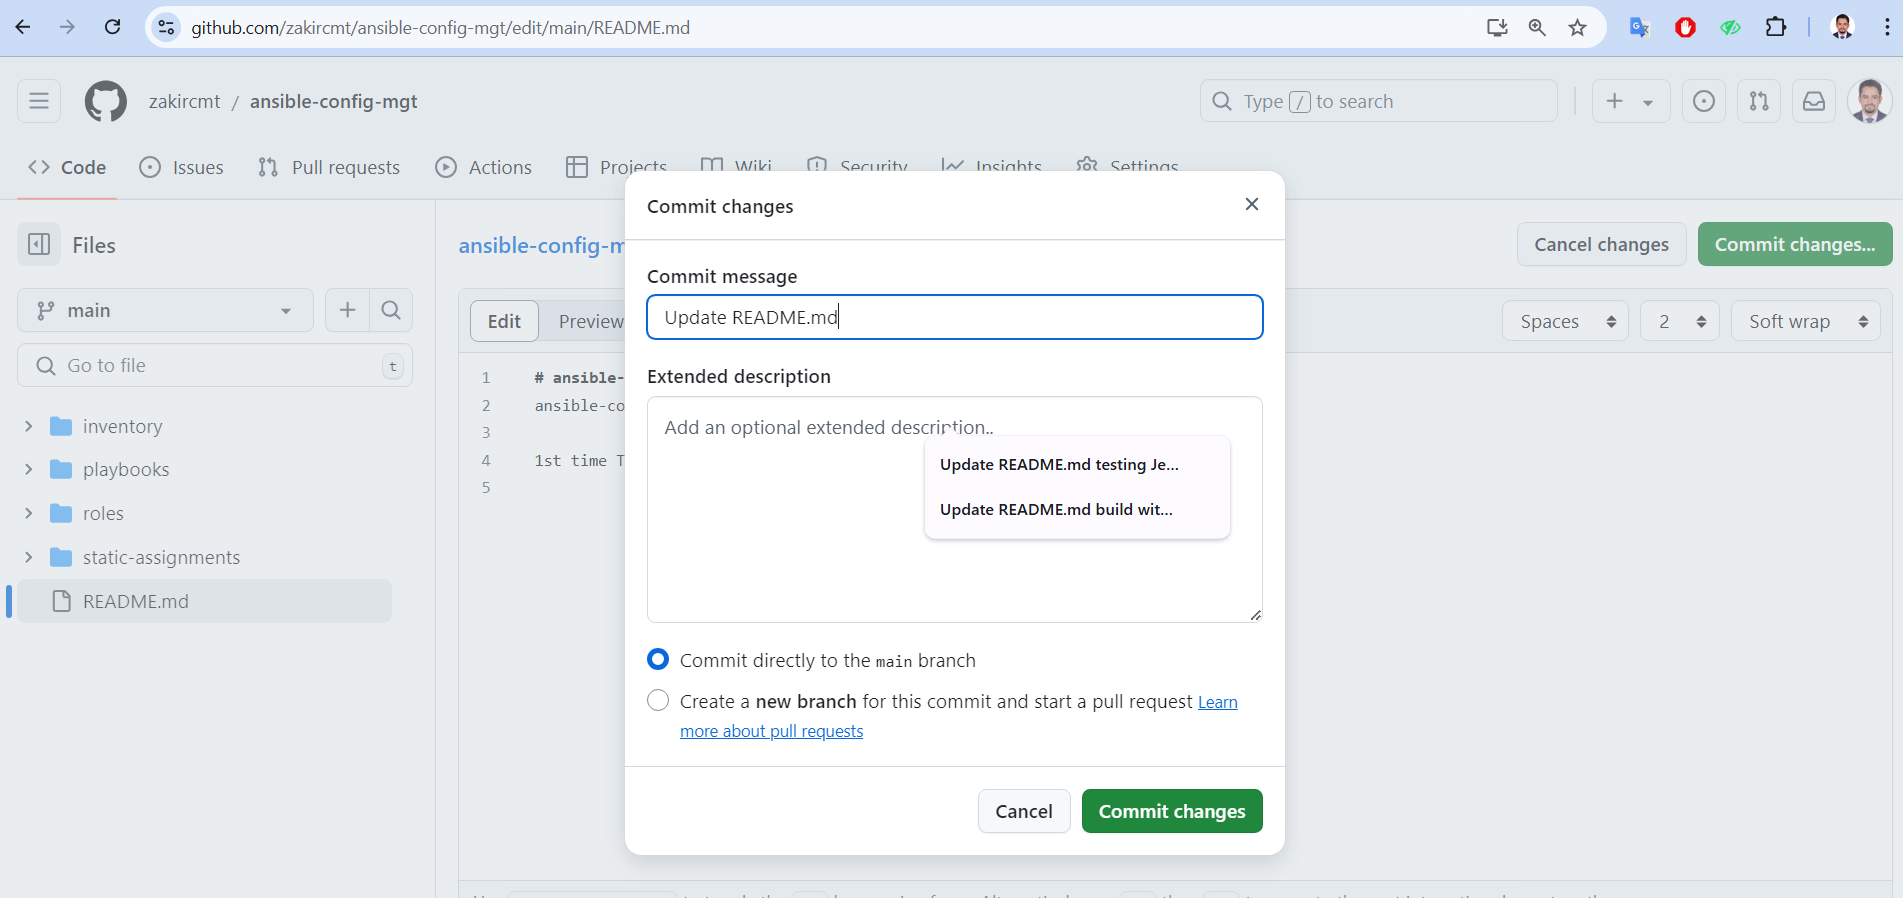 github.com/zakircmt/ansible-config-mgt/edit/main/README.md
zakircmt / ansible-config-mgt
Type / to search
Code Issues Pull requests Actions Projects Wiki Security Insights Settings
Files
main
Go to file t
inventory
playbooks
roles
static-assignments
README.md
ansible-config-m
Cancel changes Commit changes...
Edit Preview
Spaces 2 Soft wrap
1 # ansible-
2 ansible-co
3
4 1st time T
5
Commit changes
Commit message
Update README.md
Extended description
Add an optional extended description..
Update README.md testing Je...
Update README.md build wit...
Commit directly to the main branch
Create a new branch for this commit and start a pull request Learn
more about pull requests
Cancel Commit changes